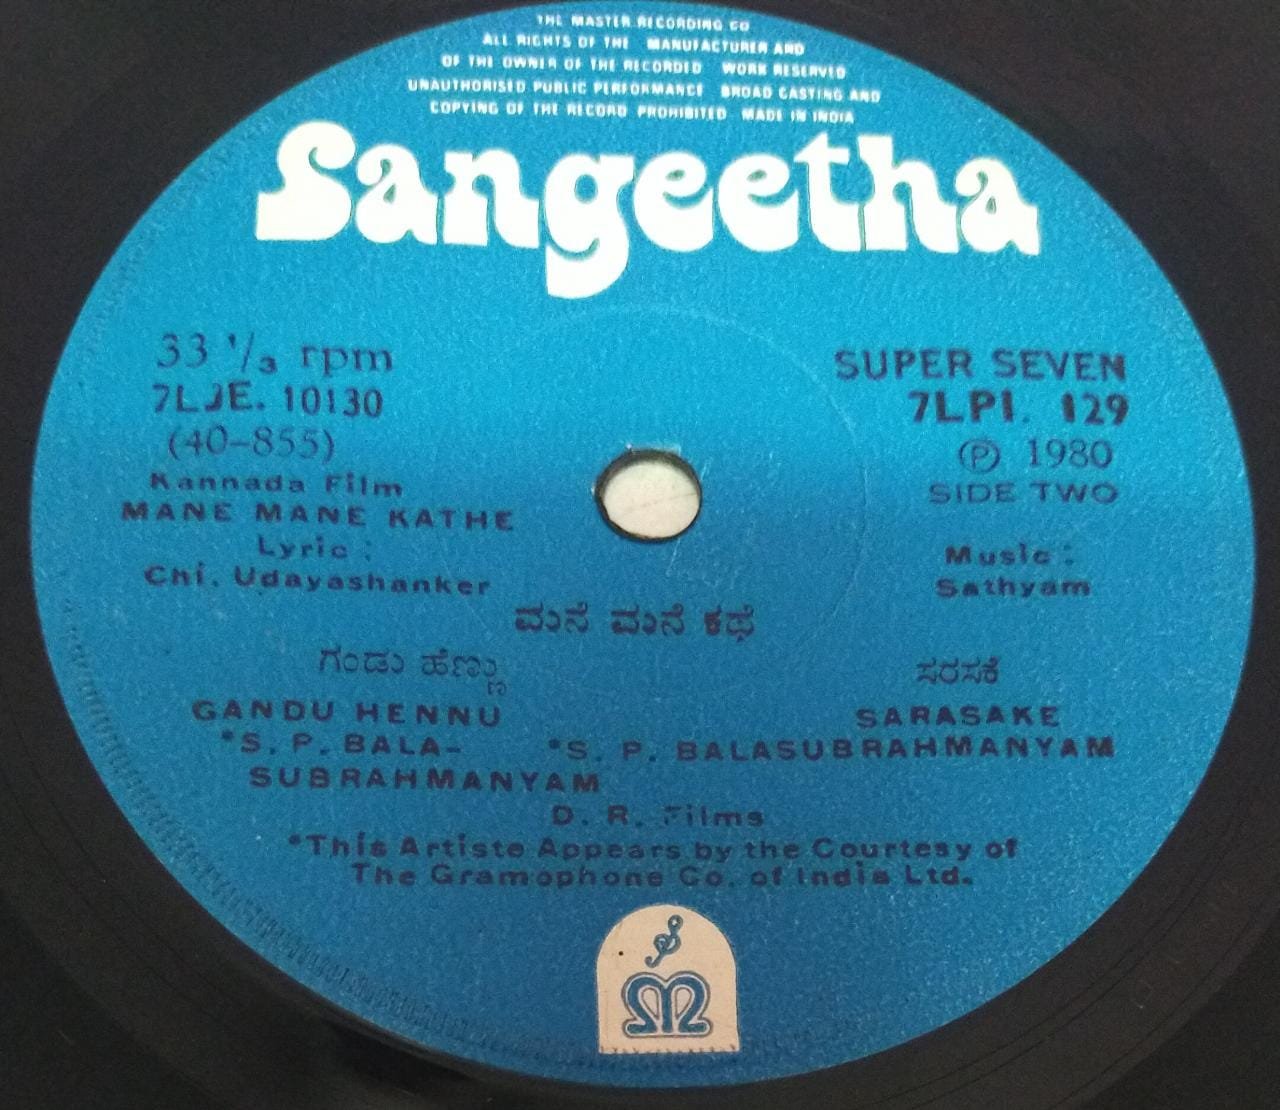 THE MASTER RECORDING CO
ALL RIGHTS OF THE MANUFACTURER AND
OF THE OWNER OF THE RECORDED WORK RESERVED
UNAUTHORISED PUBLIC PERFORMANCE BROAD CASTING AND
COPYING OF THE RECORD PROHIBITED MADE IN INDIA
Sangeetha
33 1/3 rpm
7LJE. 10130
(40-855)
Kannada Film
MANE MANE KATHE
Lyric :
Chi. Udayashanker
SUPER SEVEN
7LPI. 129
℗ 1980
SIDE TWO
Music :
Sathyam
ಮನೆ ಮನೆ ಕಥೆ
ಗಂಡು ಹೆಣ್ಣು
GANDU HENNU
*S. P. BALA-
SUBRAHMANYAM
ಸರಸಕೆ
SARASAKE
*S. P. BALASUBRAHMANYAM
D. R. Films
*This Artiste Appears by the Courtesy of
The Gramophone Co. of India Ltd.